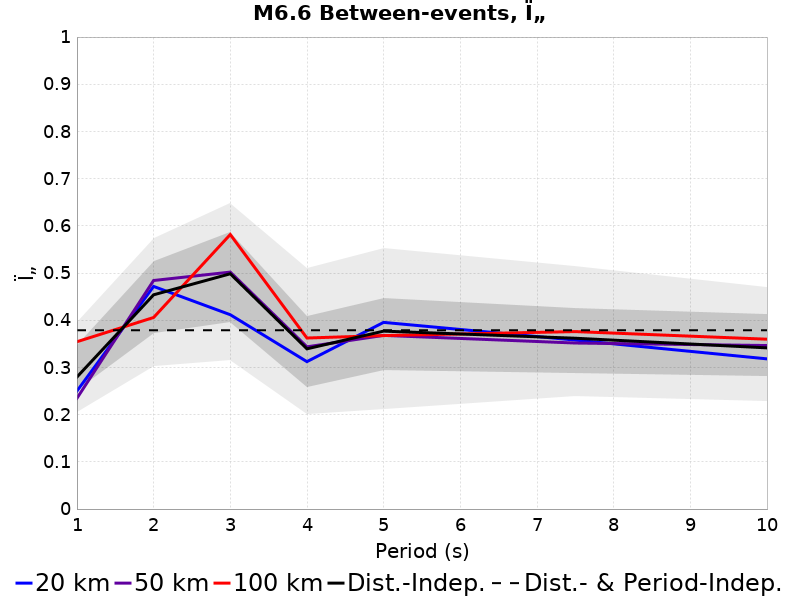 M6.6 Between-events, Ï„
1
0.9
0.8
0.7
0.6
0.5
0.4
0.3
0.2
0.1
0
Ï„
1 2 3 4 5 6 7 8 9 10
Period (s)
20 km 50 km 100 km Dist.-Indep. Dist.- & Period-Indep.